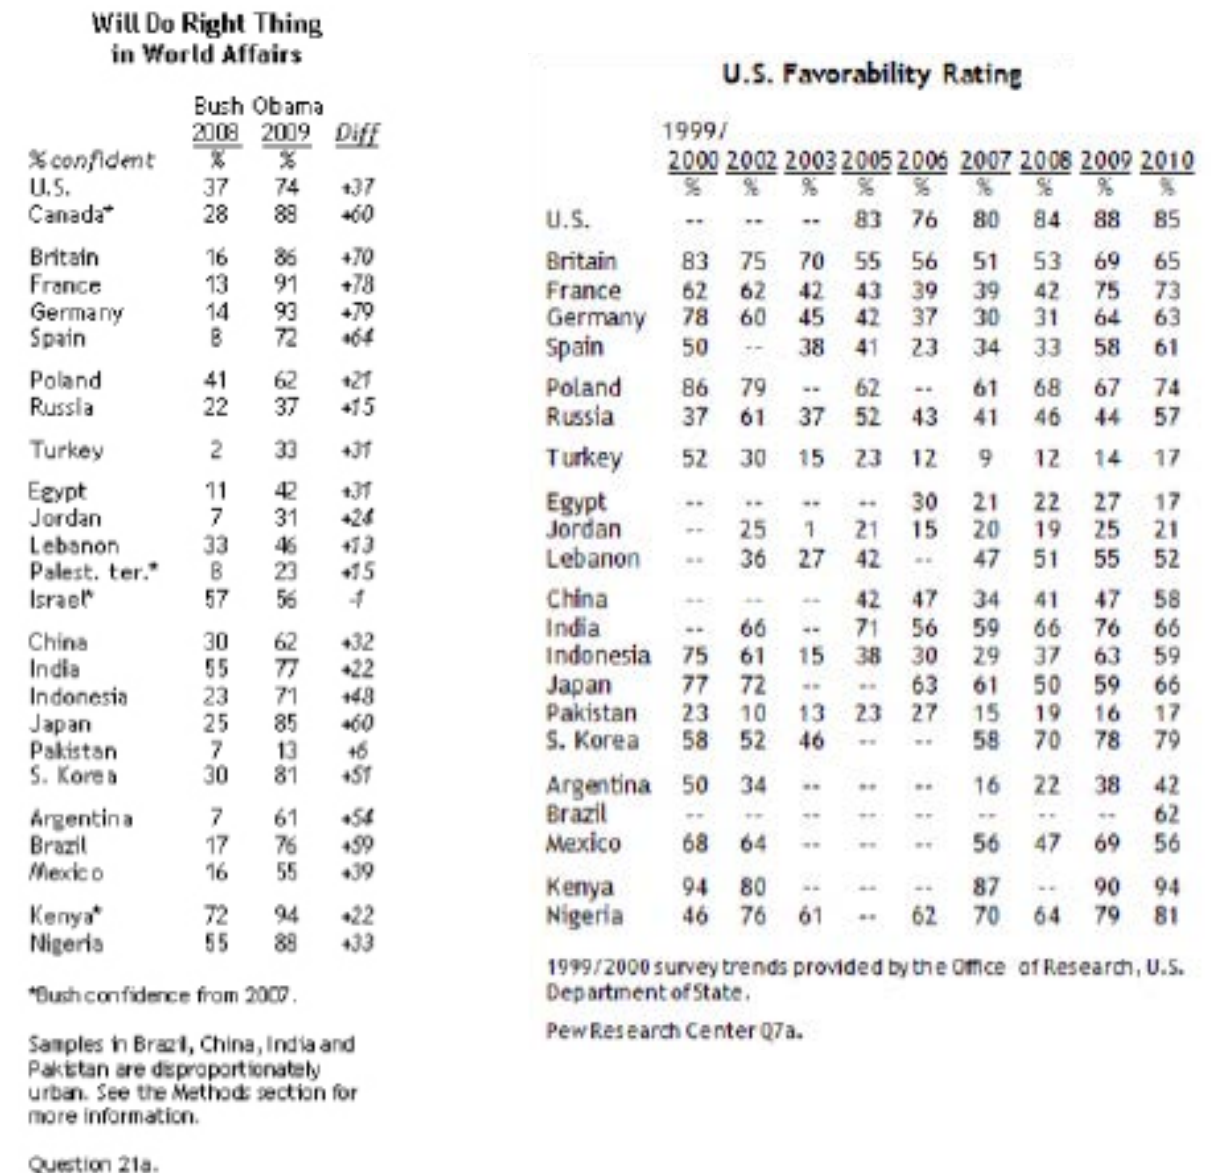 Will Do Right Thing
in World Affairs
Bush Obama
2008 2009 Diff
% confident % %
U.S. 37 74 +37
Canada* 28 88 +60
Britain 16 86 +70
France 13 91 +78
Germany 14 93 +79
Spain 8 72 +64
Poland 41 62 +21
Russia 22 37 +15
Turkey 2 33 +31
Egypt 11 42 +31
Jordan 7 31 +24
Lebanon 33 46 +13
Palest. ter.* 8 23 +15
Israel* 57 56 -1
China 30 62 +32
India 55 77 +22
Indonesia 23 71 +48
Japan 25 85 +60
Pakistan 7 13 +6
S. Korea 30 81 +51
Argentina 7 61 +54
Brazil 17 76 +59
Mexico 16 55 +39
Kenya* 72 94 +22
Nigeria 55 88 +33
*Bush confidence from 2007.
Samples in Brazil, China, India and
Pakistan are disproportionately
urban. See the Methods section for
more information.
Question 21a.
U.S. Favorability Rating
1999/
2000 2002 2003 2005 2006 2007 2008 2009 2010
% % % % % % % % %
U.S. -- -- -- 83 76 80 84 88 85
Britain 83 75 70 55 56 51 53 69 65
France 62 62 42 43 39 39 42 75 73
Germany 78 60 45 42 37 30 31 64 63
Spain 50 -- 38 41 23 34 33 58 61
Poland 86 79 -- 62 -- 61 68 67 74
Russia 37 61 37 52 43 41 46 44 57
Turkey 52 30 15 23 12 9 12 14 17
Egypt -- -- -- -- 30 21 22 27 17
Jordan -- 25 1 21 15 20 19 25 21
Lebanon -- 36 27 42 -- 47 51 55 52
China -- -- -- 42 47 34 41 47 58
India -- 66 -- 71 56 59 66 76 66
Indonesia 75 61 15 38 30 29 37 63 59
Japan 77 72 -- -- 63 61 50 59 66
Pakistan 23 10 13 23 27 15 19 16 17
S. Korea 58 52 46 -- -- 58 70 78 79
Argentina 50 34 -- -- -- 16 22 38 42
Brazil -- -- -- -- -- -- -- -- 62
Mexico 68 64 -- -- -- 56 47 69 56
Kenya 94 80 -- -- -- 87 -- 90 94
Nigeria 46 76 61 -- 62 70 64 79 81
1999/2000 survey trends provided by the Office of Research, U.S.
Department of State.
Pew Research Center Q7a.